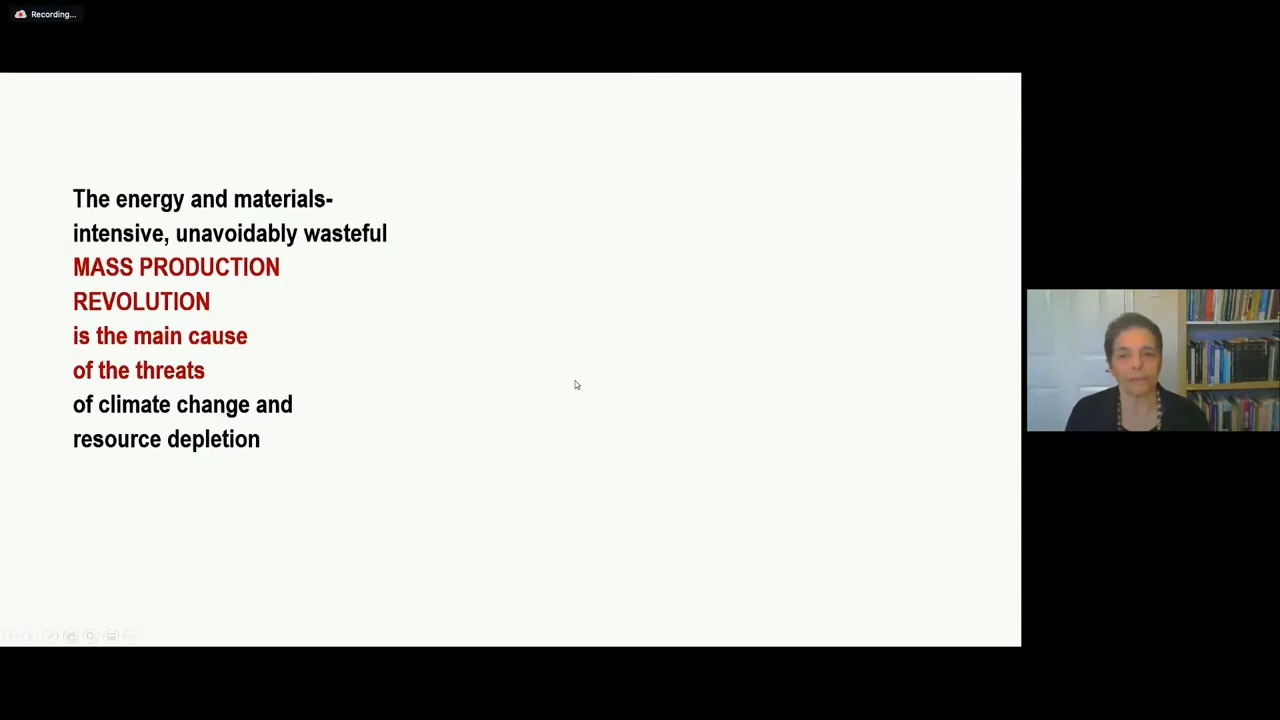 Recording...
The energy and materials-
intensive, unavoidably wasteful
MASS PRODUCTION
REVOLUTION
is the main cause
of the threats
of climate change and
resource depletion